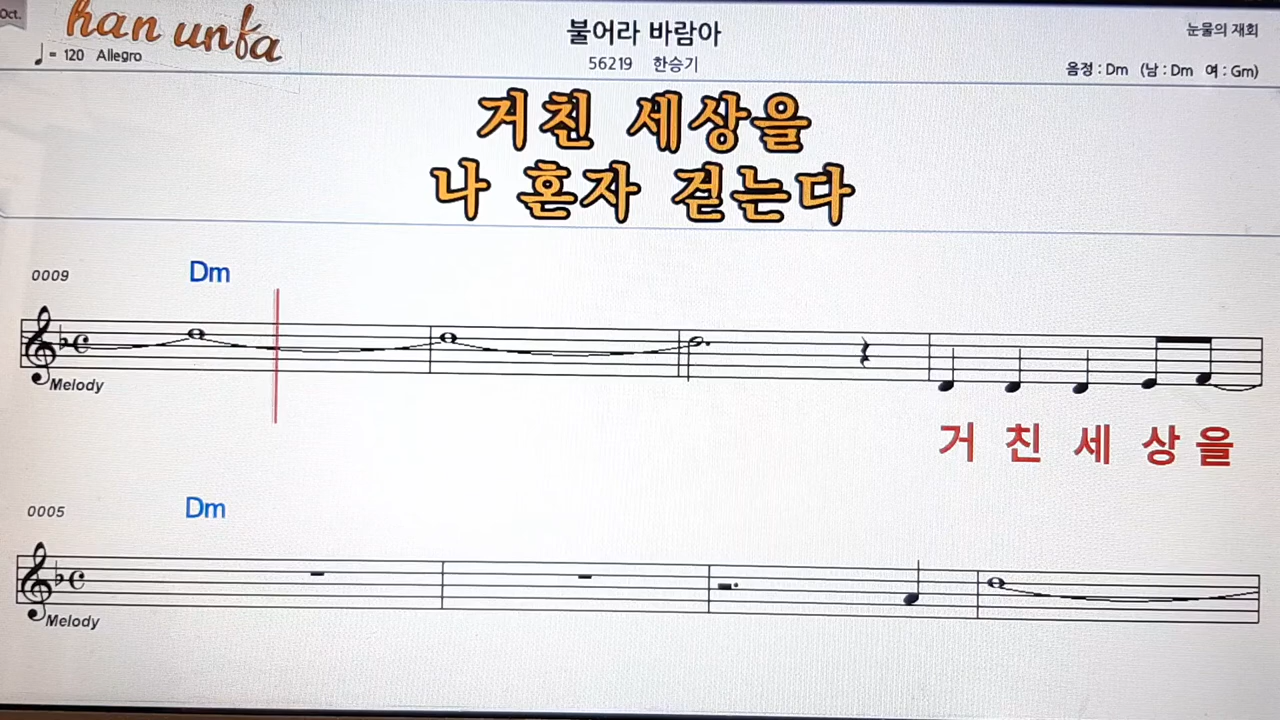 Oct.
han unba
불어라 바람아
눈물의 재회
♩ = 120 Allegro
56219 한승기
음정 : Dm (남 : Dm 여 : Gm)
거친 세상을
나 혼자 걷는다
0009 Dm
Melody
거 친 세 상 을
0005 Dm
Melody